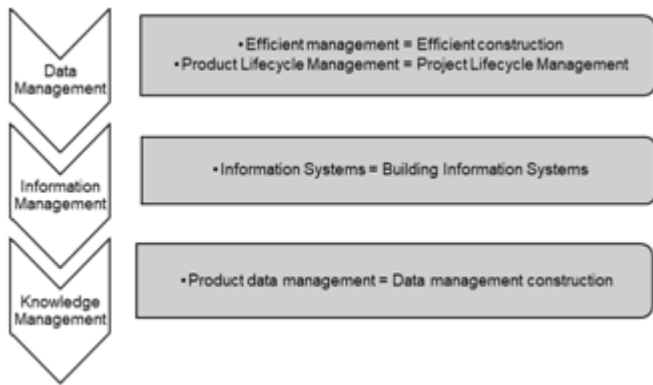 Data
Management
•Efficient management = Efficient construction
•Product Lifecycle Management = Project Lifecycle Management
Information
Management
•Information Systems = Building Information Systems
Knowledge
Management
•Product data management = Data management construction